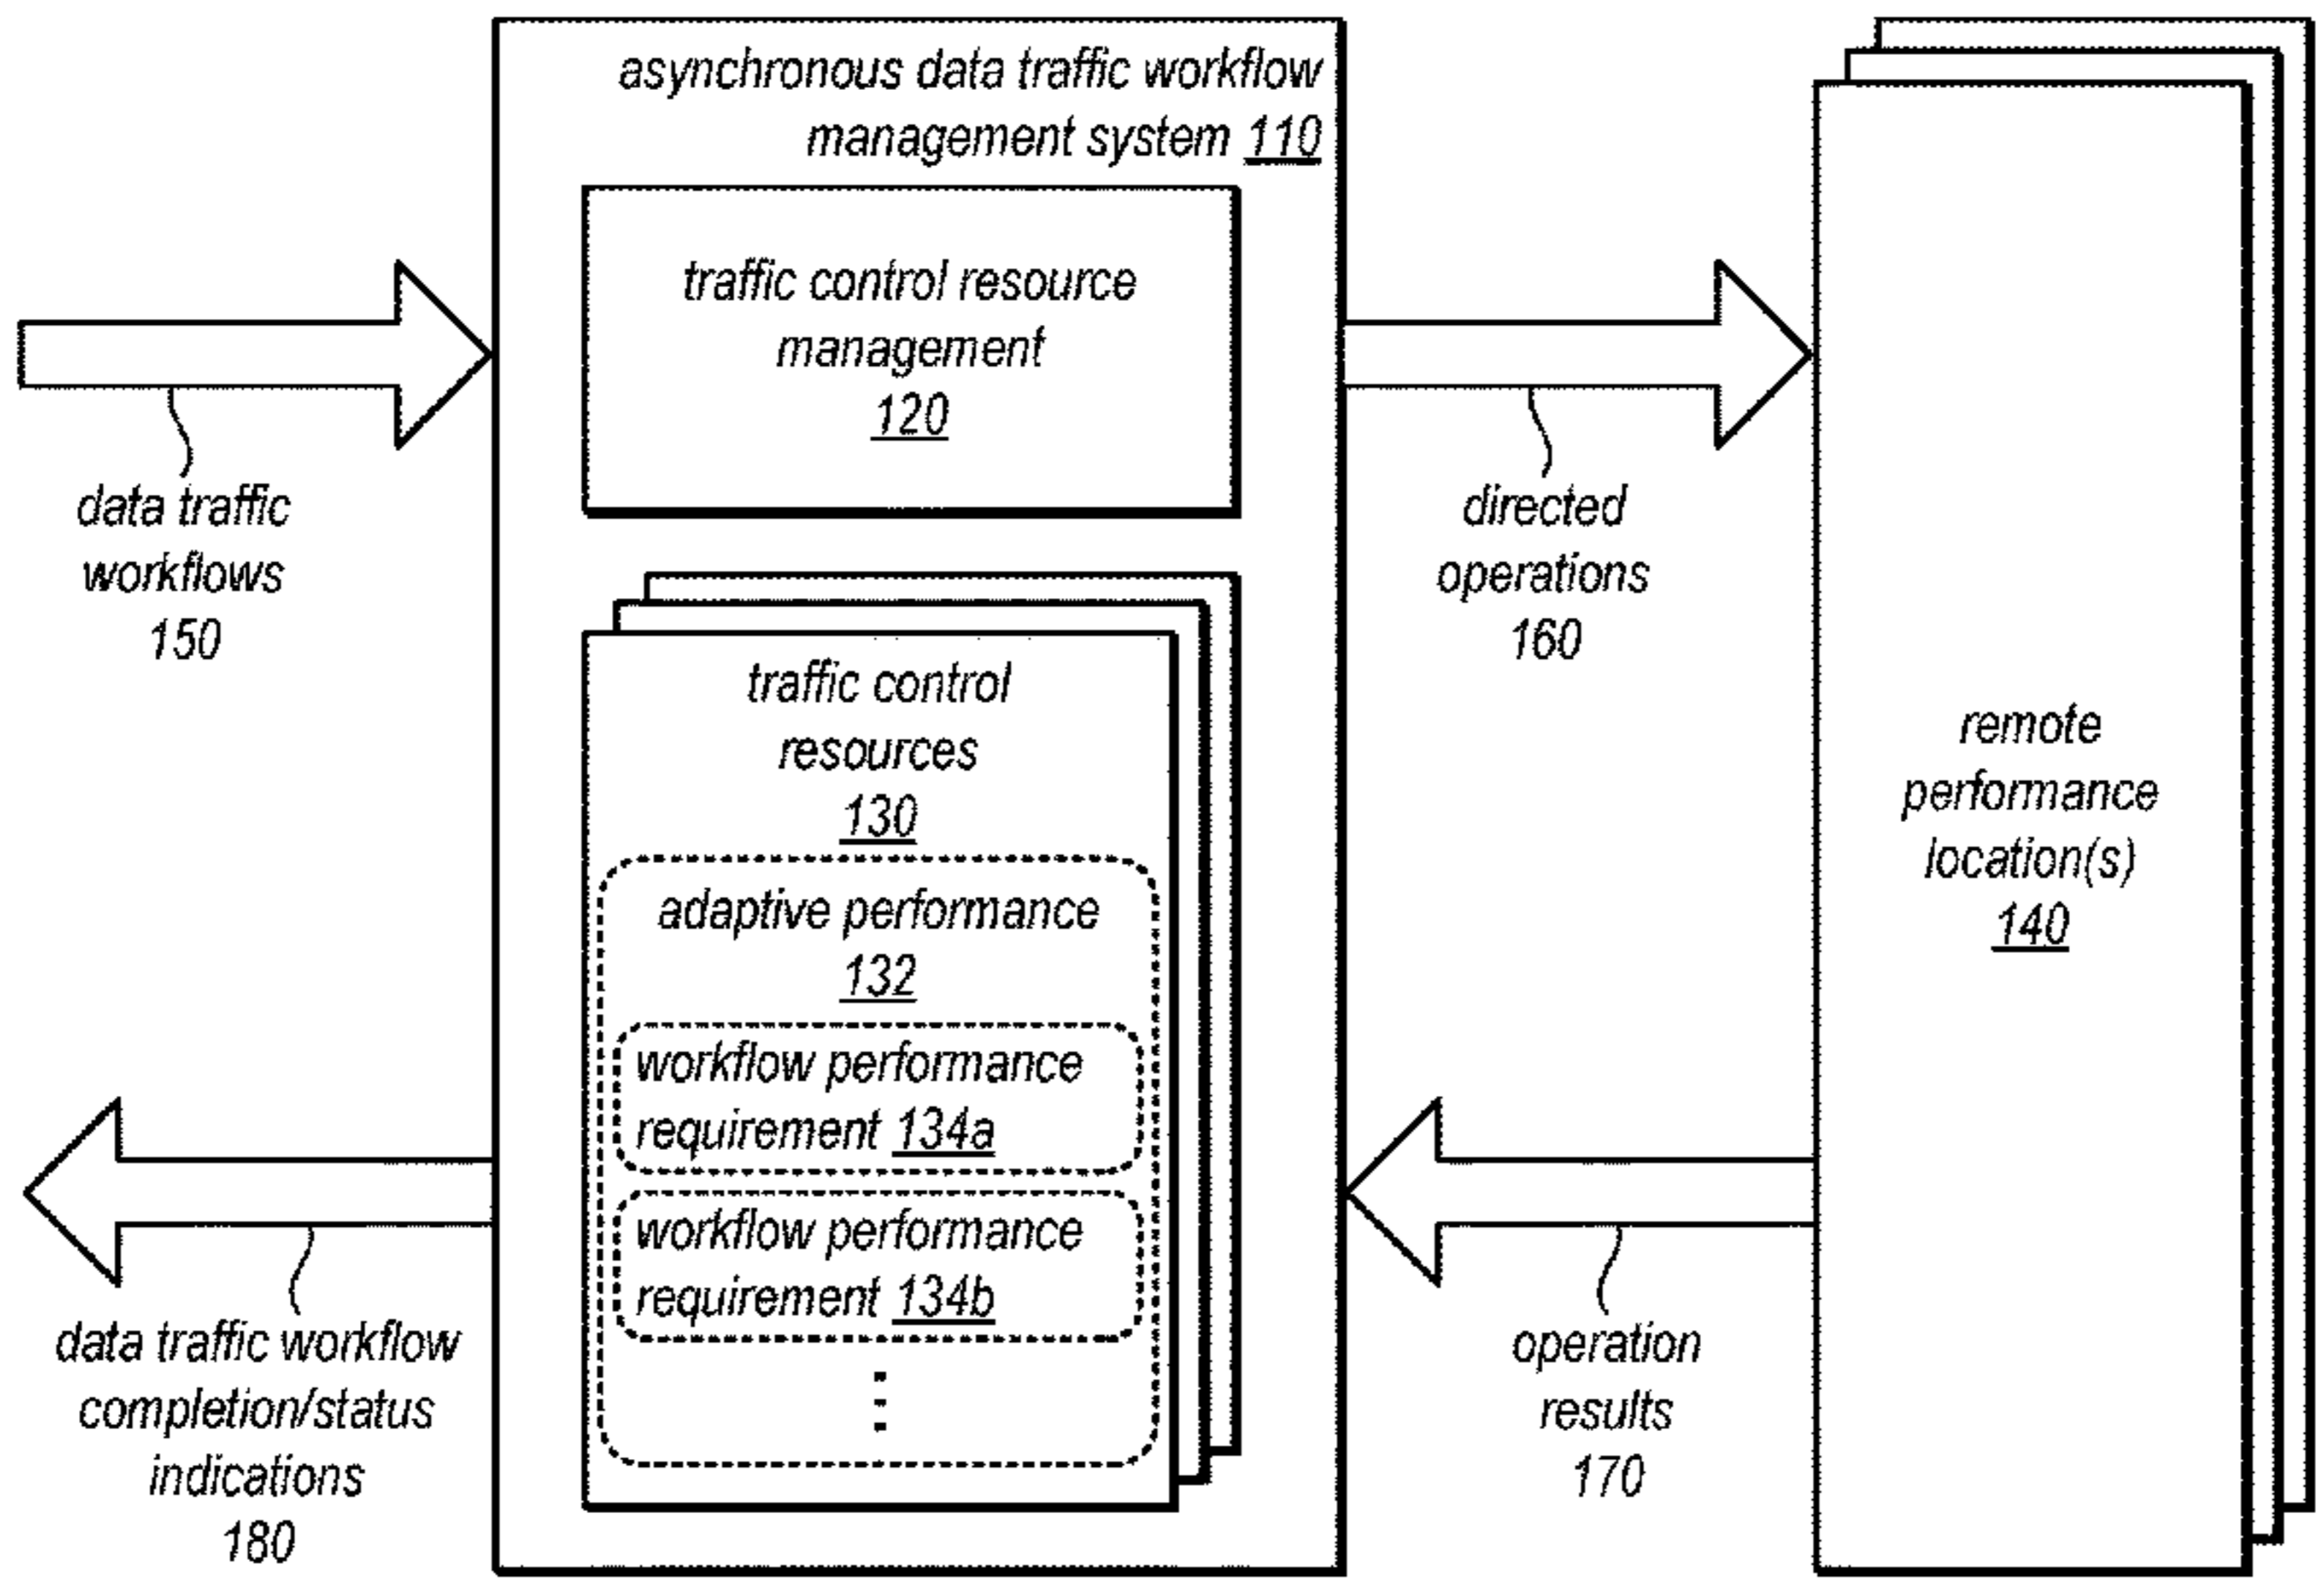 asynchronous data traffic workflow
management system 110
traffic control resource
management
120
data traffic
workflows
150
directed
operations
160
traffic control
resources
130
adaptive performance
132
workflow performance
requirement 134a
workflow performance
requirement 134b
remote
performance
location(s)
140
data traffic workflow
completion/status
indications
180
operation
results
170